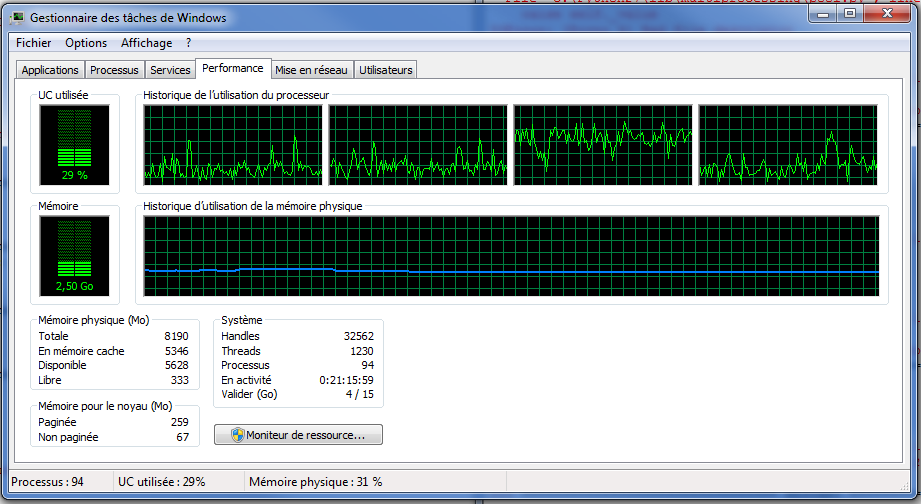 Gestionnaire des tâches de Windows
Fichier Options Affichage ?
Applications Processus Services Performance Mise en réseau Utilisateurs
UC utilisée Historique de l'utilisation du processeur
29 %
Mémoire Historique d'utilisation de la mémoire physique
2,50 Go
Mémoire physique (Mo)
Totale 8190
En mémoire cache 5346
Disponible 5628
Libre 333
Mémoire pour le noyau (Mo)
Paginée 259
Non paginée 67
Système
Handles 32562
Threads 1230
Processus 94
En activité 0:21:15:59
Valider (Go) 4 / 15
Moniteur de ressource...
Processus : 94 UC utilisée : 29% Mémoire physique : 31 %